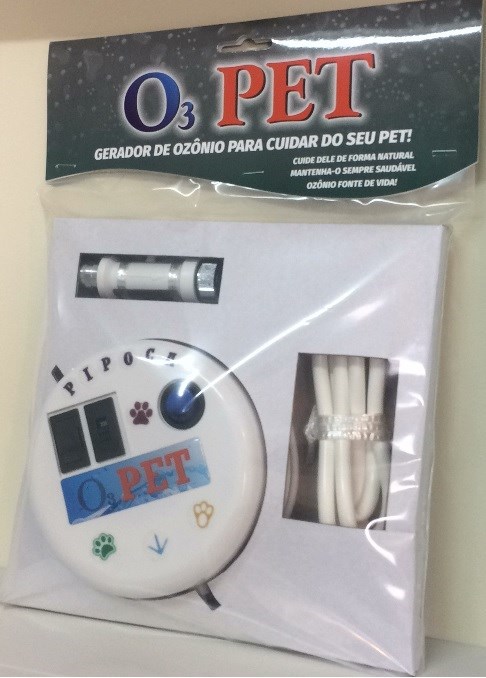 O3 PET
GERADOR DE OZÔNIO PARA CUIDAR DO SEU PET!
CUIDE DELE DE FORMA NATURAL
MANTENHA-O SEMPRE SAUDÁVEL
OZÔNIO FONTE DE VIDA!
PIPOCA
O3 PET